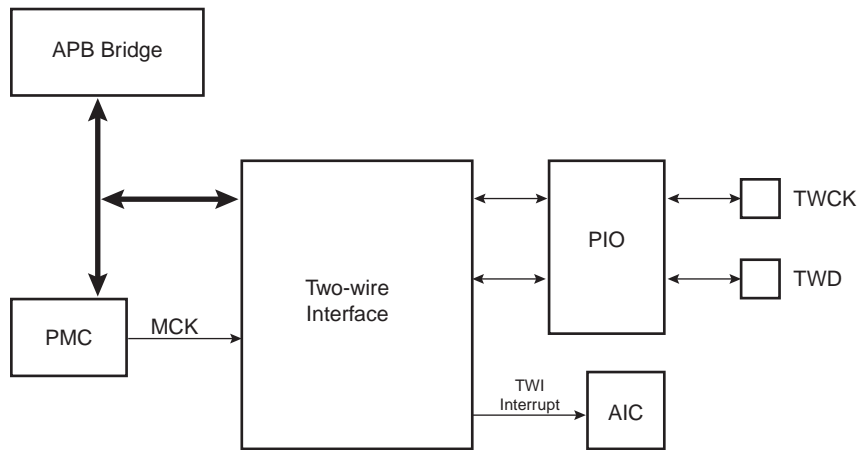 APB Bridge
TWCK
PIO
Two-wire
Interface
TWD
MCK
PMC
TWI
Interrupt
AIC